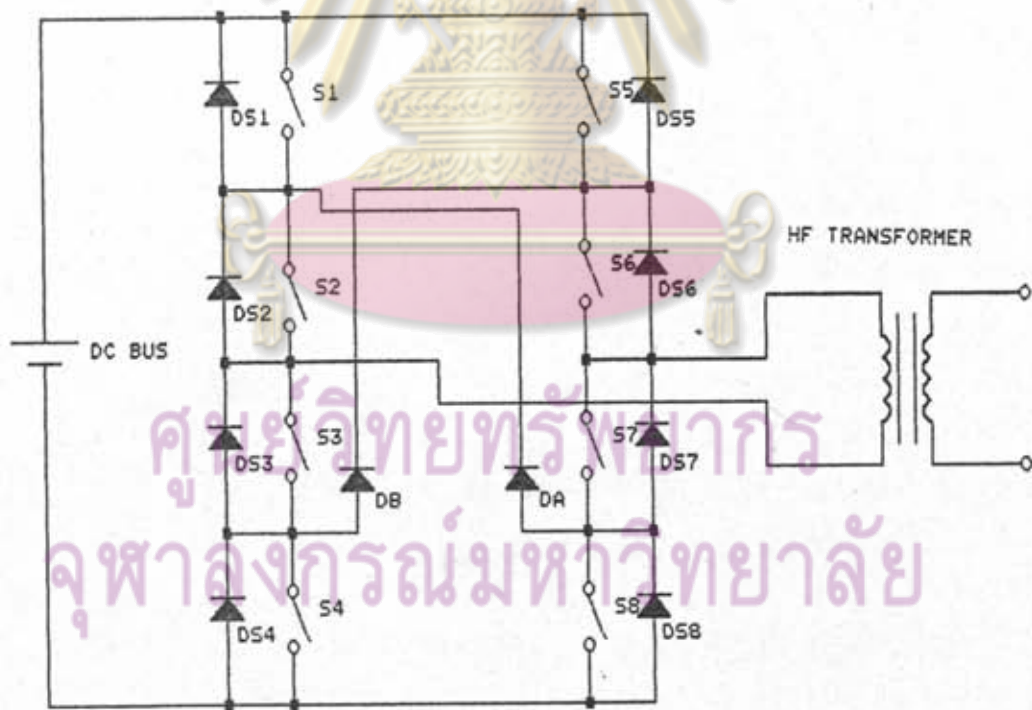 S1
S5
DS1
DS5
HF TRANSFORMER
S2
S6
DS2
DS6
DC BUS
ศูนย์วิทยทรัพยากร
S3
S7
DS3
DB
DA
DS7
จุฬาลงกรณ์มหาวิทยาลัย
S4
S8
DS4
DS8